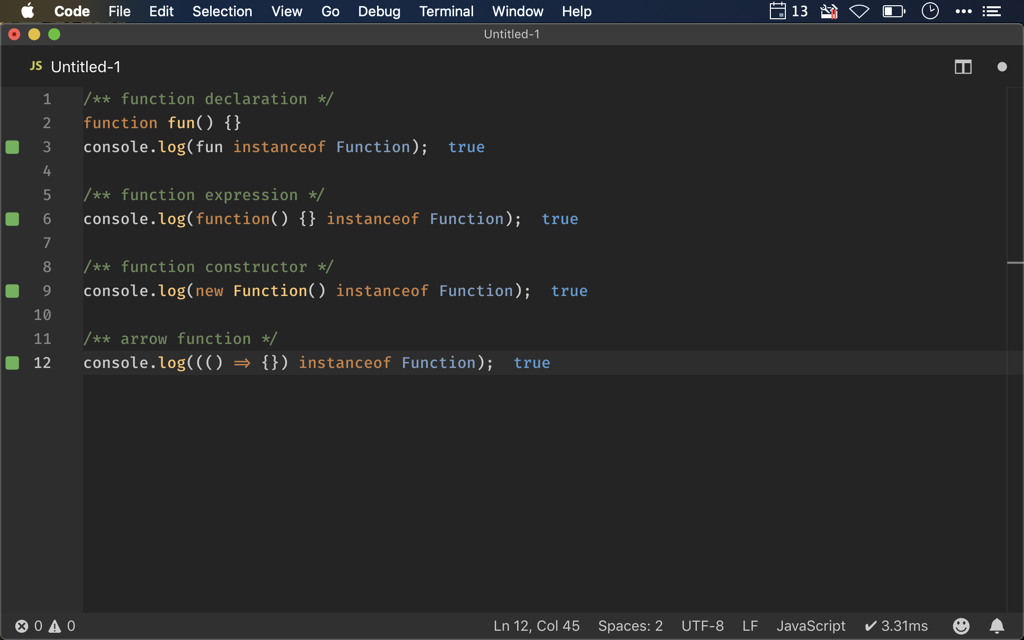 Code File Edit Selection View Go Debug Terminal Window Help 13
Untitled-1
JS Untitled-1
1 /** function declaration */
2 function fun() {}
3 console.log(fun instanceof Function); true
4
5 /** function expression */
6 console.log(function() {} instanceof Function); true
7
8 /** function constructor */
9 console.log(new Function() instanceof Function); true
10
11 /** arrow function */
12 console.log((() => {}) instanceof Function); true
0 0 Ln 12, Col 45 Spaces: 2 UTF-8 LF JavaScript ✔ 3.31ms